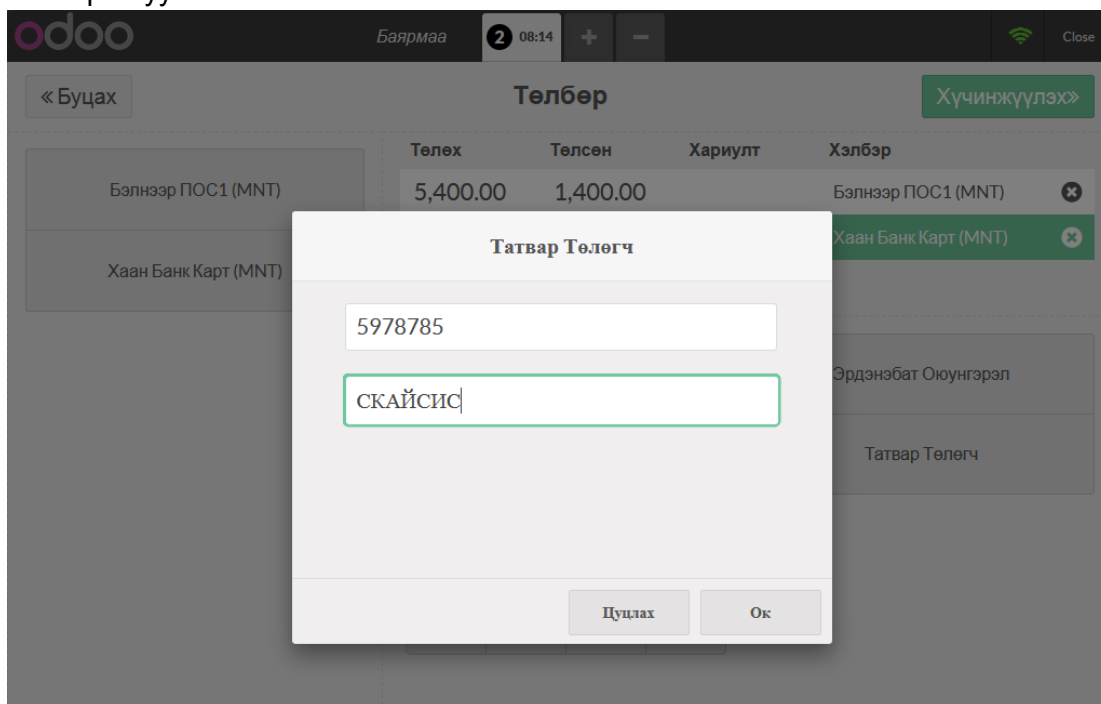 odoo
Баярмаа
2 08:14
+
−
Close
« Буцах
Төлбөр
Хүчинжүүлэх»
Төлөх Төлсөн Хариулт Хэлбэр
Бэлнээр ПОС1 (MNT)
5,400.00 1,400.00 Бэлнээр ПОС1 (MNT)
Хаан Банк Карт (MNT)
Хаан Банк Карт (MNT)
Татвар Төлөгч
5978785
СКАЙСИС
Эрдэнэбат Оюунгэрэл
Татвар Төлөгч
Цуцлах Ок